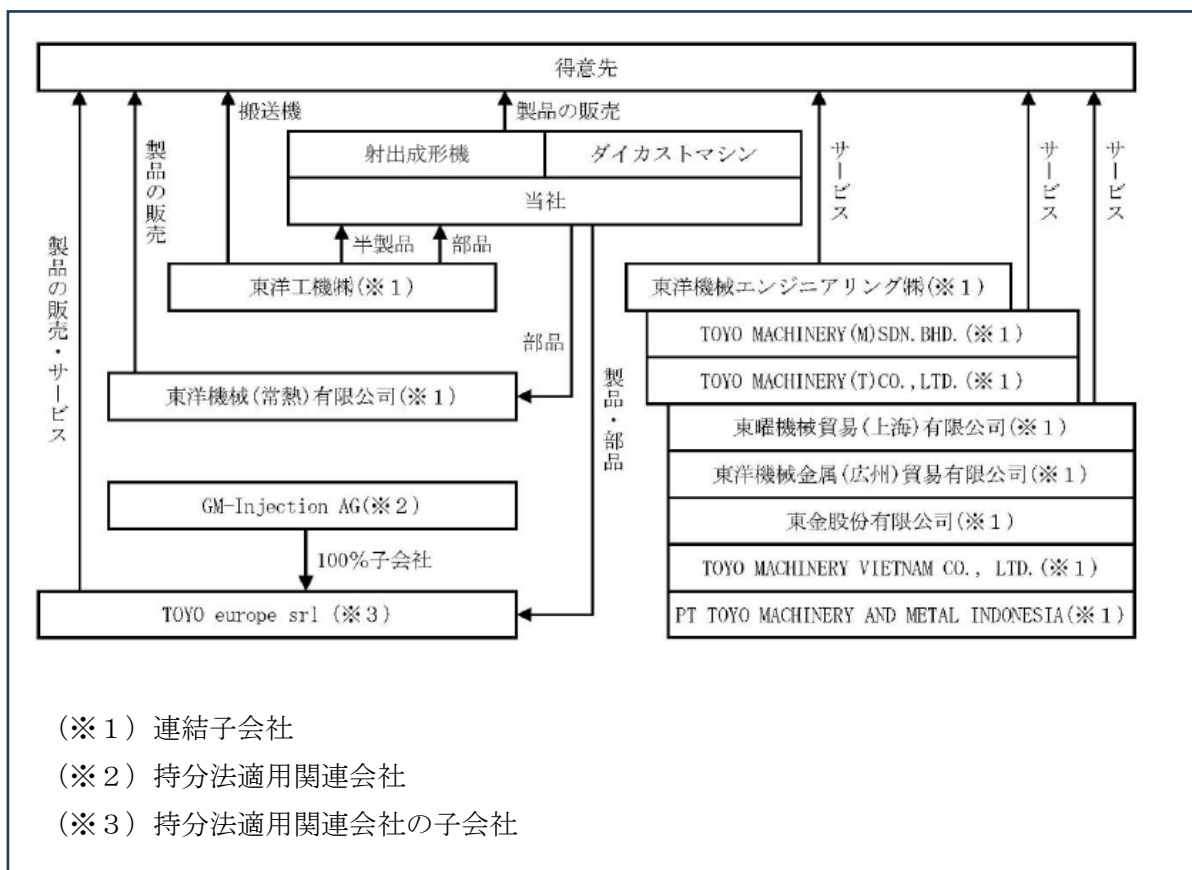 得意先
搬送機
製品の販売
製品の販売
射出成形機
ダイカストマシン
当社
サービス
サービス
サービス
製品の販売・サービス
半製品
部品
東洋工機㈱(※1)
東洋機械エンジニアリング㈱(※1)
TOYO MACHINERY(M)SDN.BHD.(※1)
部品
TOYO MACHINERY(T)CO.,LTD.(※1)
東洋機械(常熟)有限公司(※1)
製品・部品
東曜機械貿易(上海)有限公司(※1)
東洋機械金属(広州)貿易有限公司(※1)
GM-Injection AG(※2)
東金股份有限公司(※1)
100%子会社
TOYO MACHINERY VIETNAM CO., LTD.(※1)
TOYO europe srl (※3)
PT TOYO MACHINERY AND METAL INDONESIA(※1)
(※1) 連結子会社
(※2) 持分法適用関連会社
(※3) 持分法適用関連会社の子会社